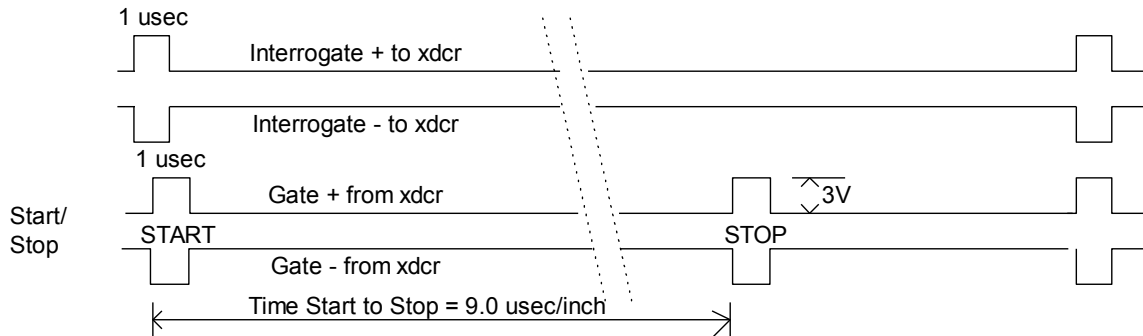 1 usec
Interrogate + to xdcr
Interrogate - to xdcr
1 usec
Gate + from xdcr
3V
Start/
Stop
START
STOP
Gate - from xdcr
Time Start to Stop = 9.0 usec/inch